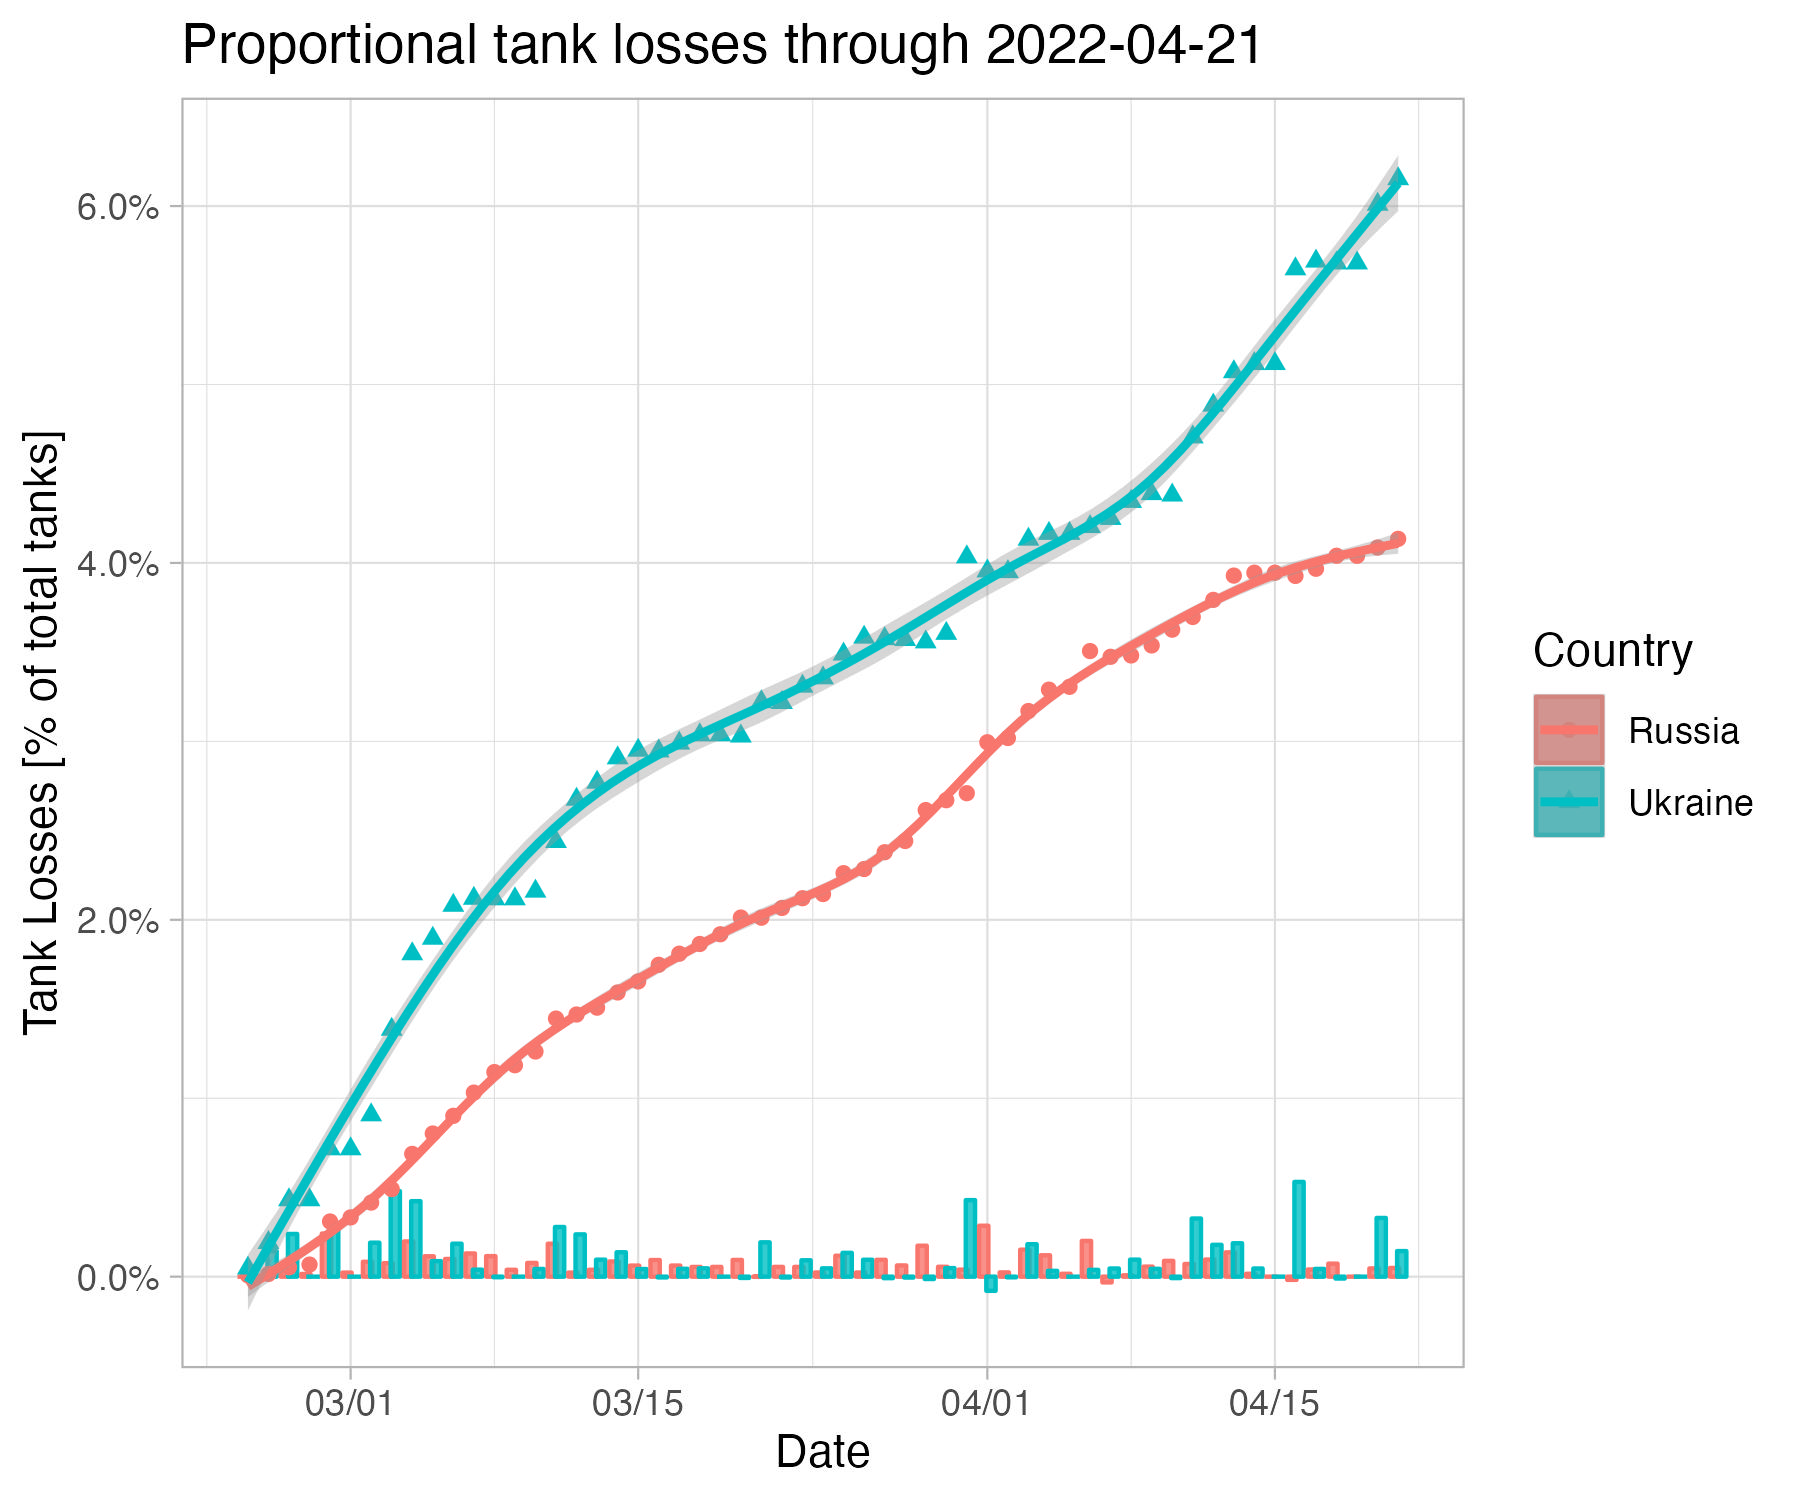 Proportional tank losses through 2022-04-21
Tank Losses [% of total tanks]
6.0%
4.0%
2.0%
0.0%
03/01
03/15
04/01
04/15
Date
Country
Russia
Ukraine